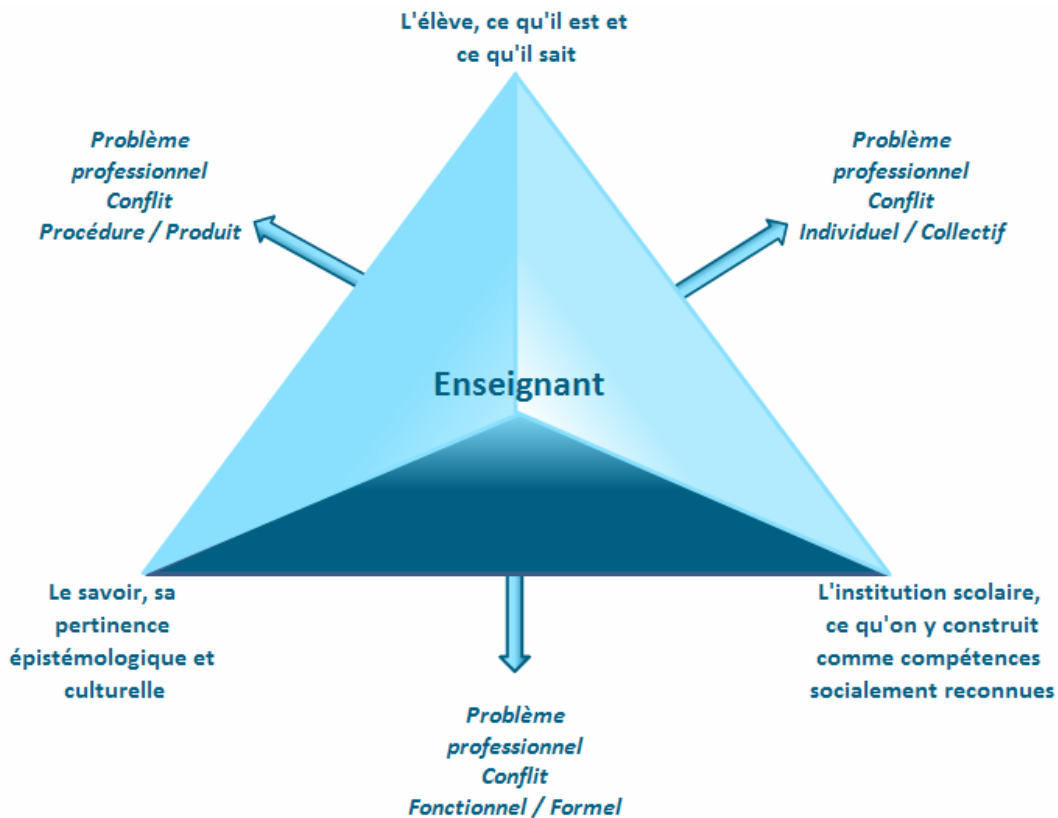 L'élève, ce qu'il est et
ce qu'il sait
Problème
professionnel
Conflit
Procédure / Produit
Problème
professionnel
Conflit
Individuel / Collectif
Enseignant
Le savoir, sa
pertinence
épistémologique et
culturelle
L'institution scolaire,
ce qu'on y construit
comme compétences
socialement reconnues
Problème
professionnel
Conflit
Fonctionnel / Formel